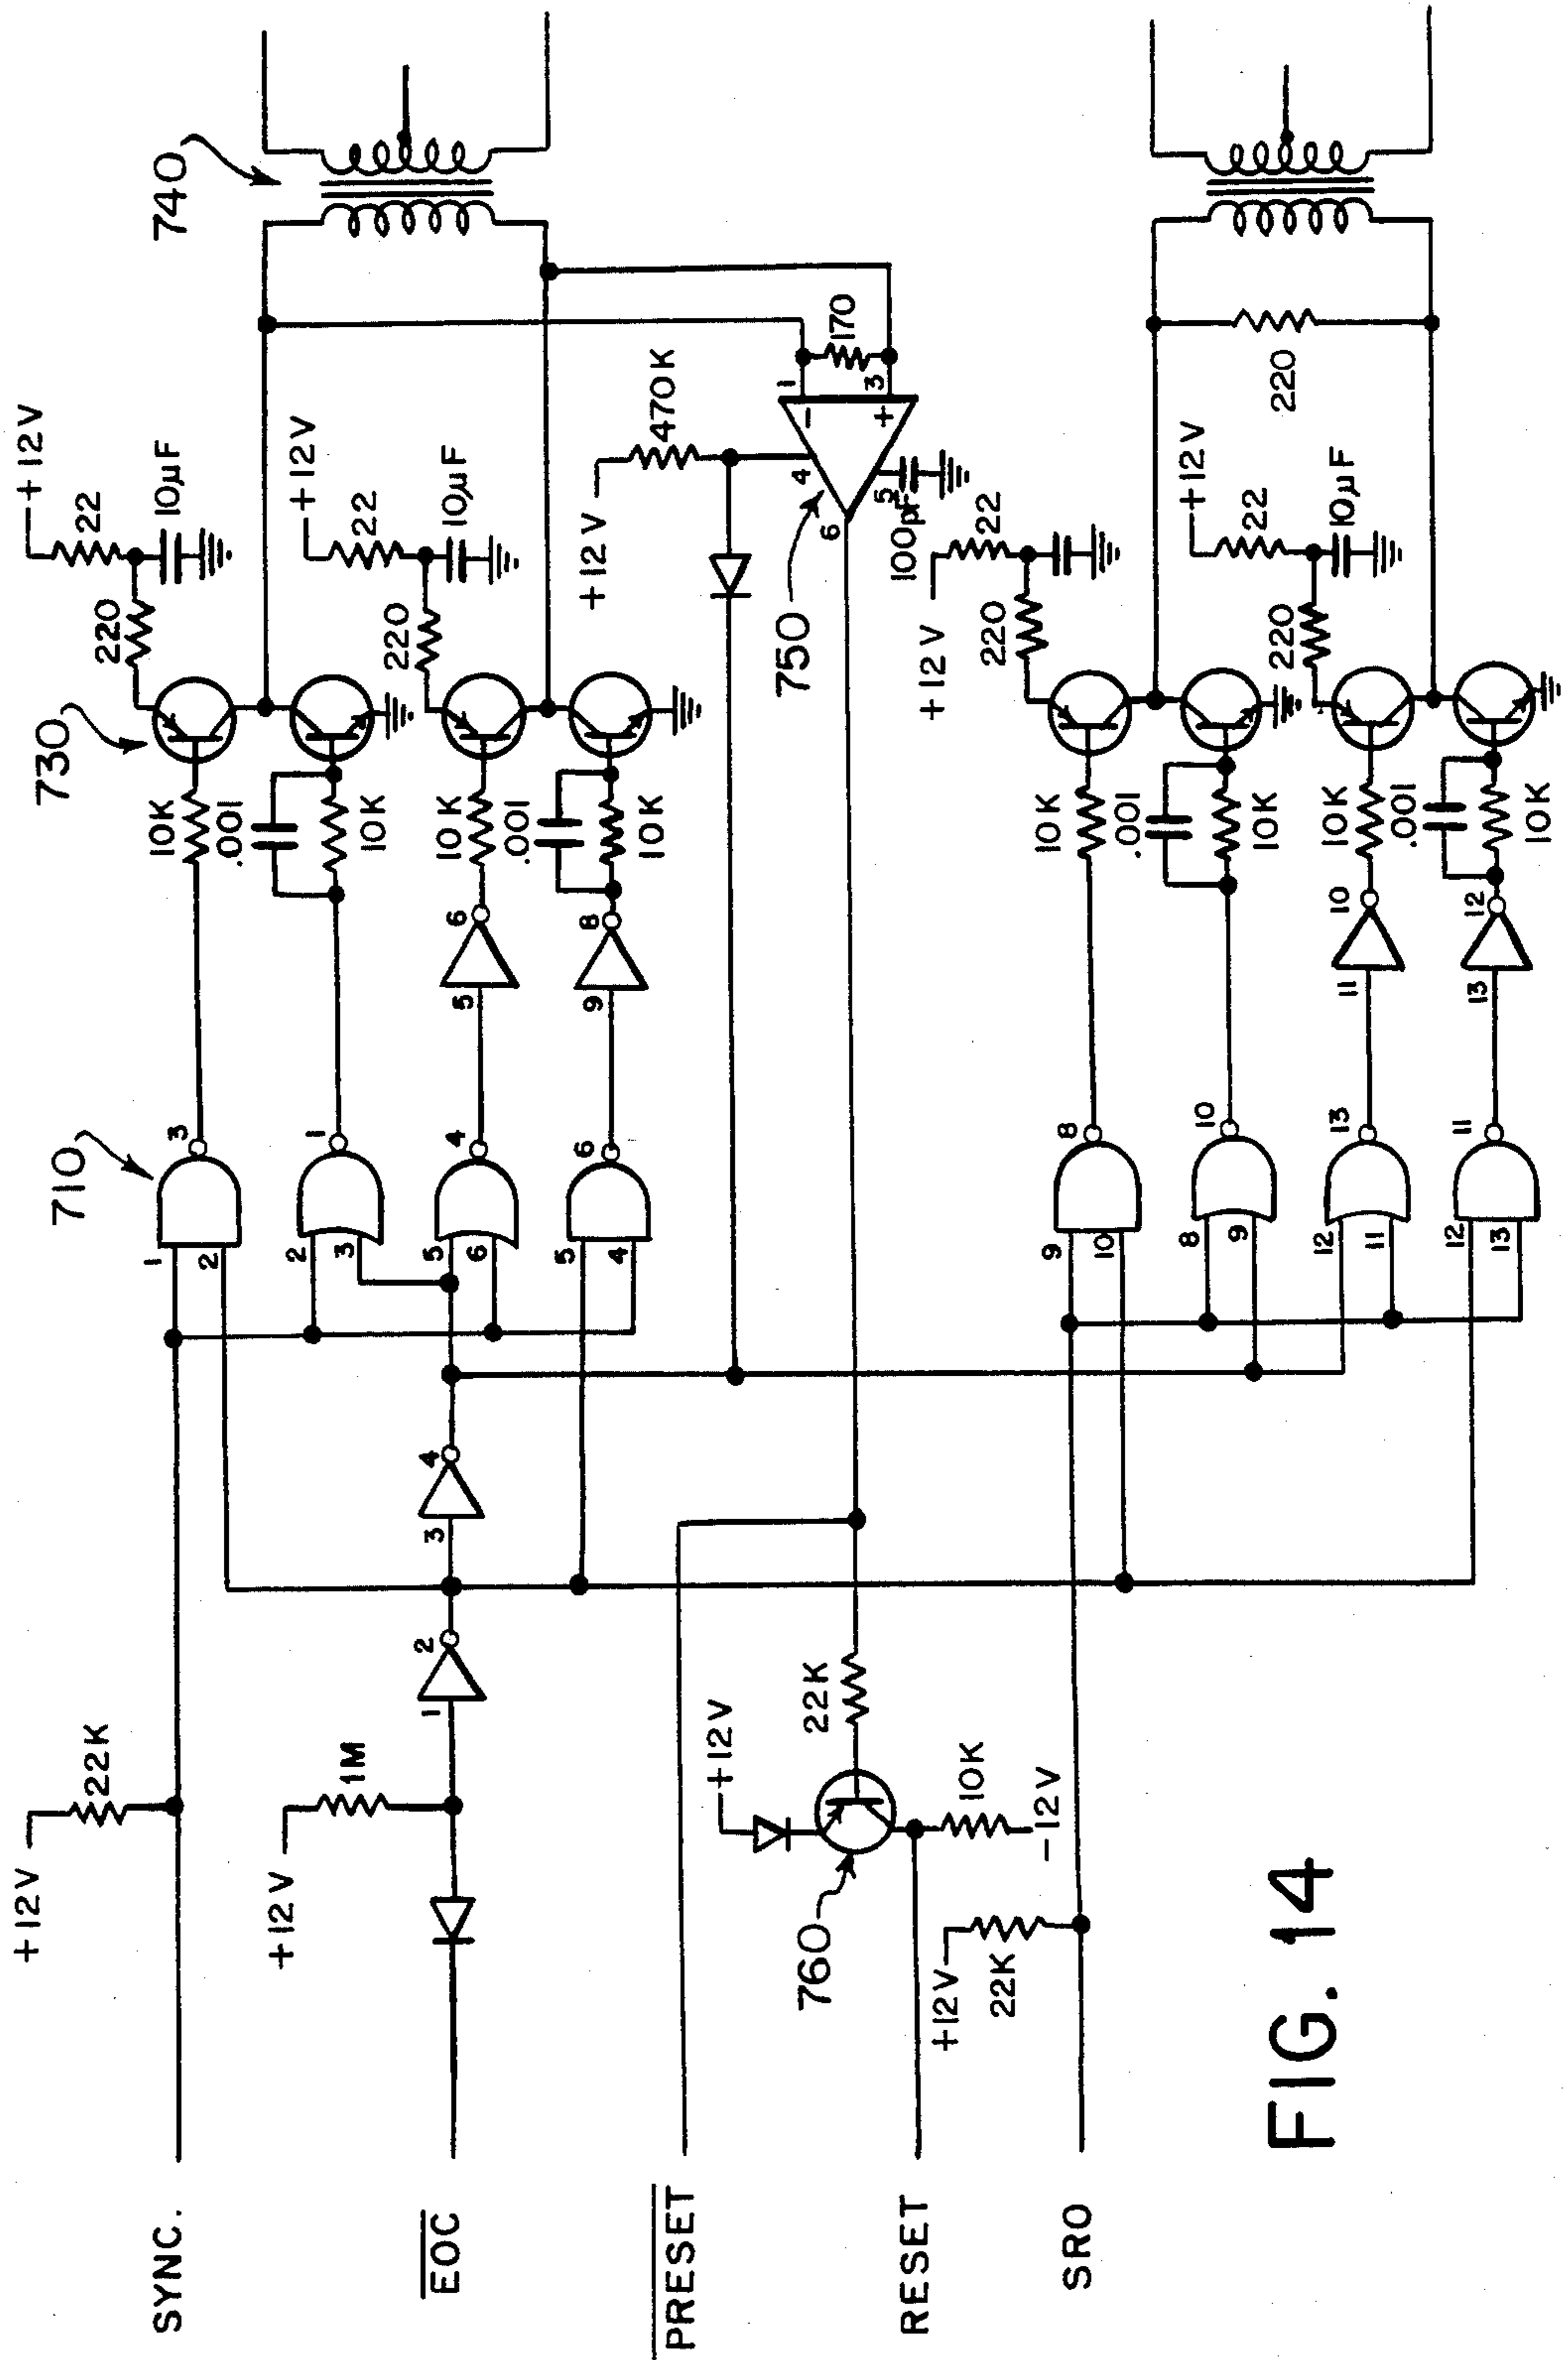 SYNC.
+12V
22K
710
1
2
3
10K
730
220
22
+12V
10µF
740
.001
10K
2
3
1
EOC
+12V
1M
1
2
3
4
5
6
4
5
6
10K
220
22
+12V
10µF
.001
10K
5
4
6
9
8
+12V
470K
PRESET
750
4
1
3
170
−
+
6
5
100pF
+12V
22K
760
10K
-12V
RESET
+12V
22K
SRO
9
10
8
10K
220
+12V
22
.001
10K
8
9
10
12
11
13
11
10
10K
220
22
+12V
10µF
220
.001
10K
12
13
11
13
12
FIG. 14